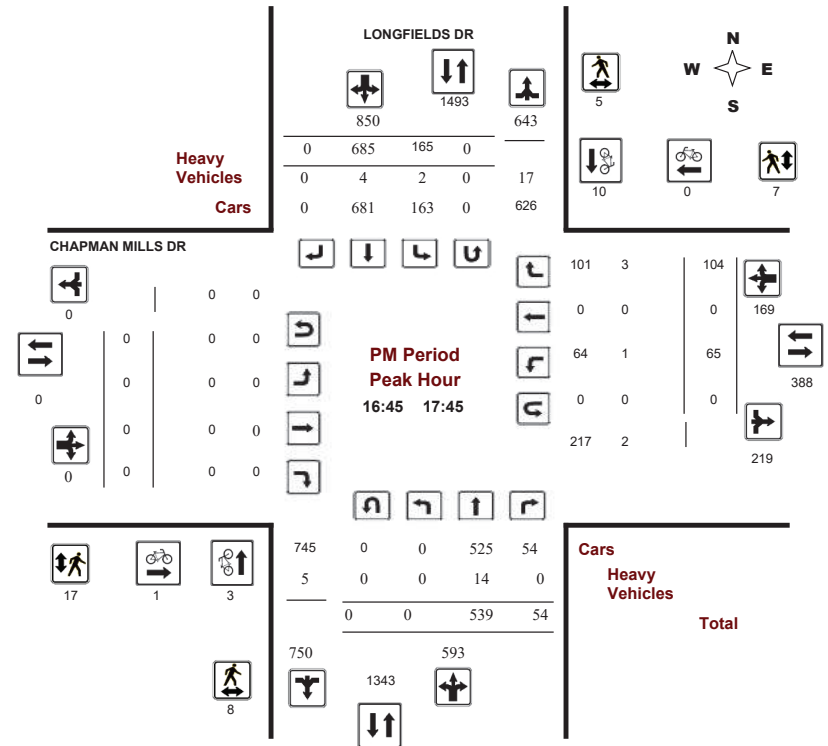 LONGFIELDS DR
N
W E
S
1493
5
850 643
0 685 165 0
Heavy
Vehicles
0 4 2 0 17
Cars
0 681 163 0 626
10 0 7
CHAPMAN MILLS DR
0
0 0
0 0 0
0
0 0 0
0 0 0
0
0 0 0
101 3 104
0 0 0 169
64 1 65
388
0 0 0
217 2
219
PM Period
Peak Hour
16:45 17:45
745 0 0 525 54
5 0 0 14 0
0 0 539 54
Cars
Heavy
Vehicles
Total
17 1 3
750 593
1343
8